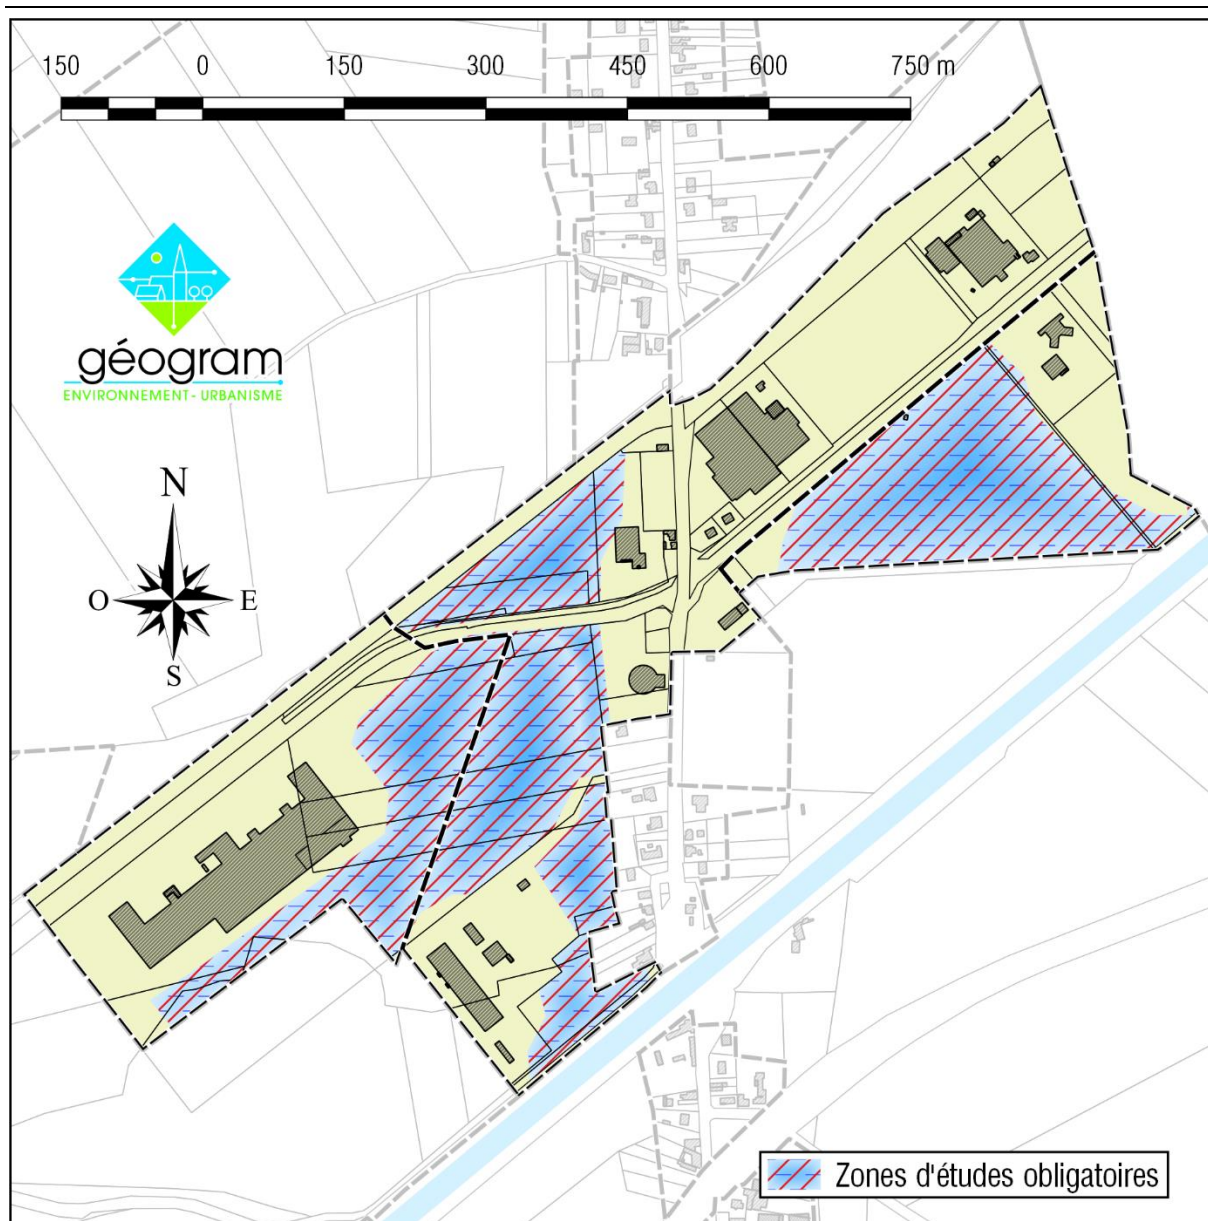 150 0 150 300 450 600 750 m
géogram
ENVIRONNEMENT - URBANISME
N
O E
S
Zones d'études obligatoires